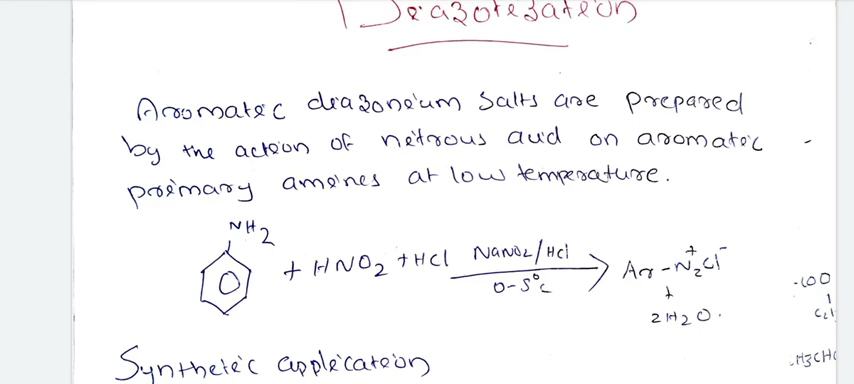 Diazotisation
Aromatic diazonium salts are prepared
by the action of nitrous acid on aromatic
primary amines at low temperature.
NH2
+ HNO2 + HCl NaNO2/HCl Ar-N2+Cl-
0-5°C
+
2H2O.
Synthetic application